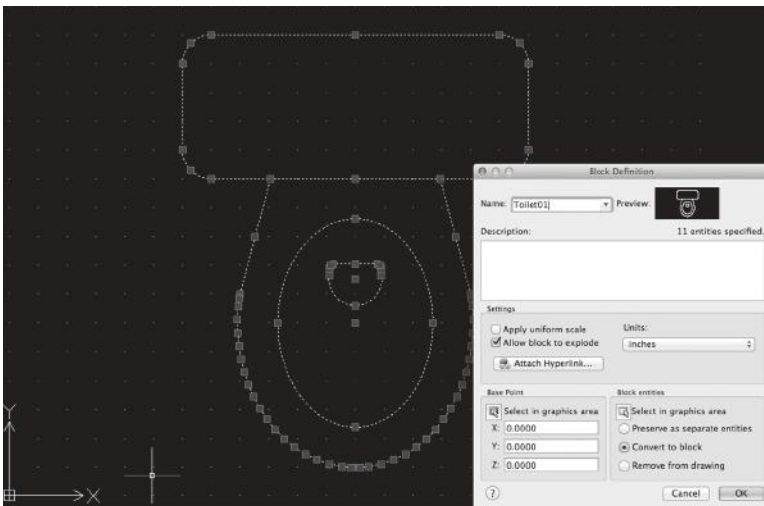 Block Definition
Name: Toilet01 Preview:
Description: 11 entities specified.
Settings
Apply uniform scale
Allow block to explode
Attach Hyperlink...
Units:
Inches
Base Point
Select in graphics area
X: 0.0000
Y: 0.0000
Z: 0.0000
Block entities
Select in graphics area
Preserve as separate entities
Convert to block
Remove from drawing
? Cancel OK
Y
X